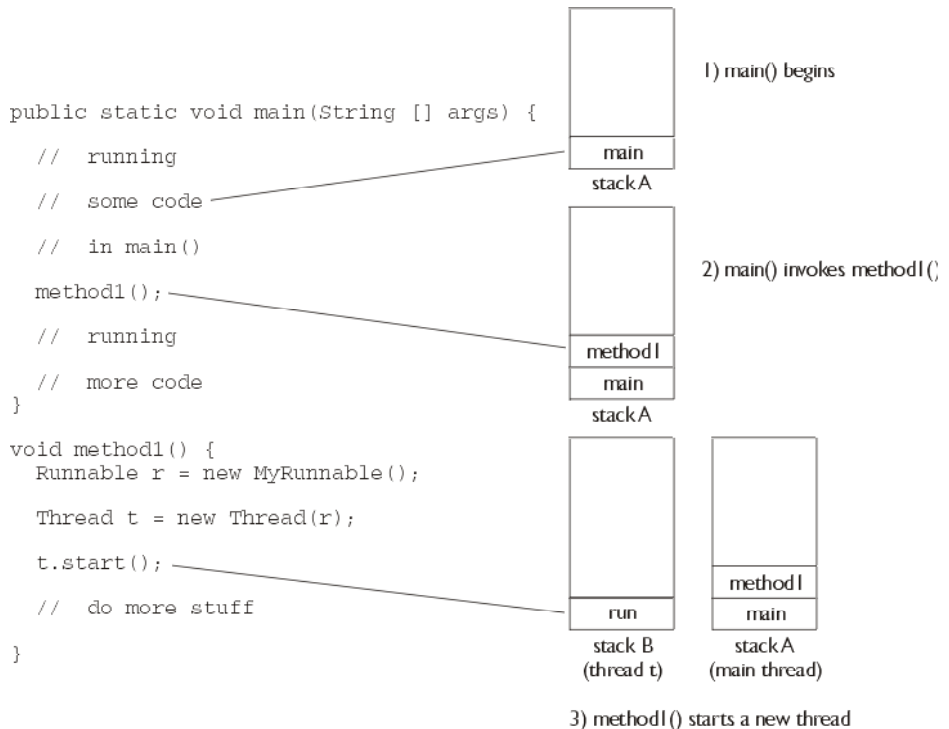 public static void main(String [] args) {
// running
// some code
// in main()
method1();
// running
// more code
}
void method1() {
Runnable r = new MyRunnable();
Thread t = new Thread(r);
t.start();
// do more stuff
}
1) main() begins
main
stack A
2) main() invokes method1()
method1
main
stack A
run
stack B
(thread t)
method1
main
stack A
(main thread)
3) method1() starts a new thread